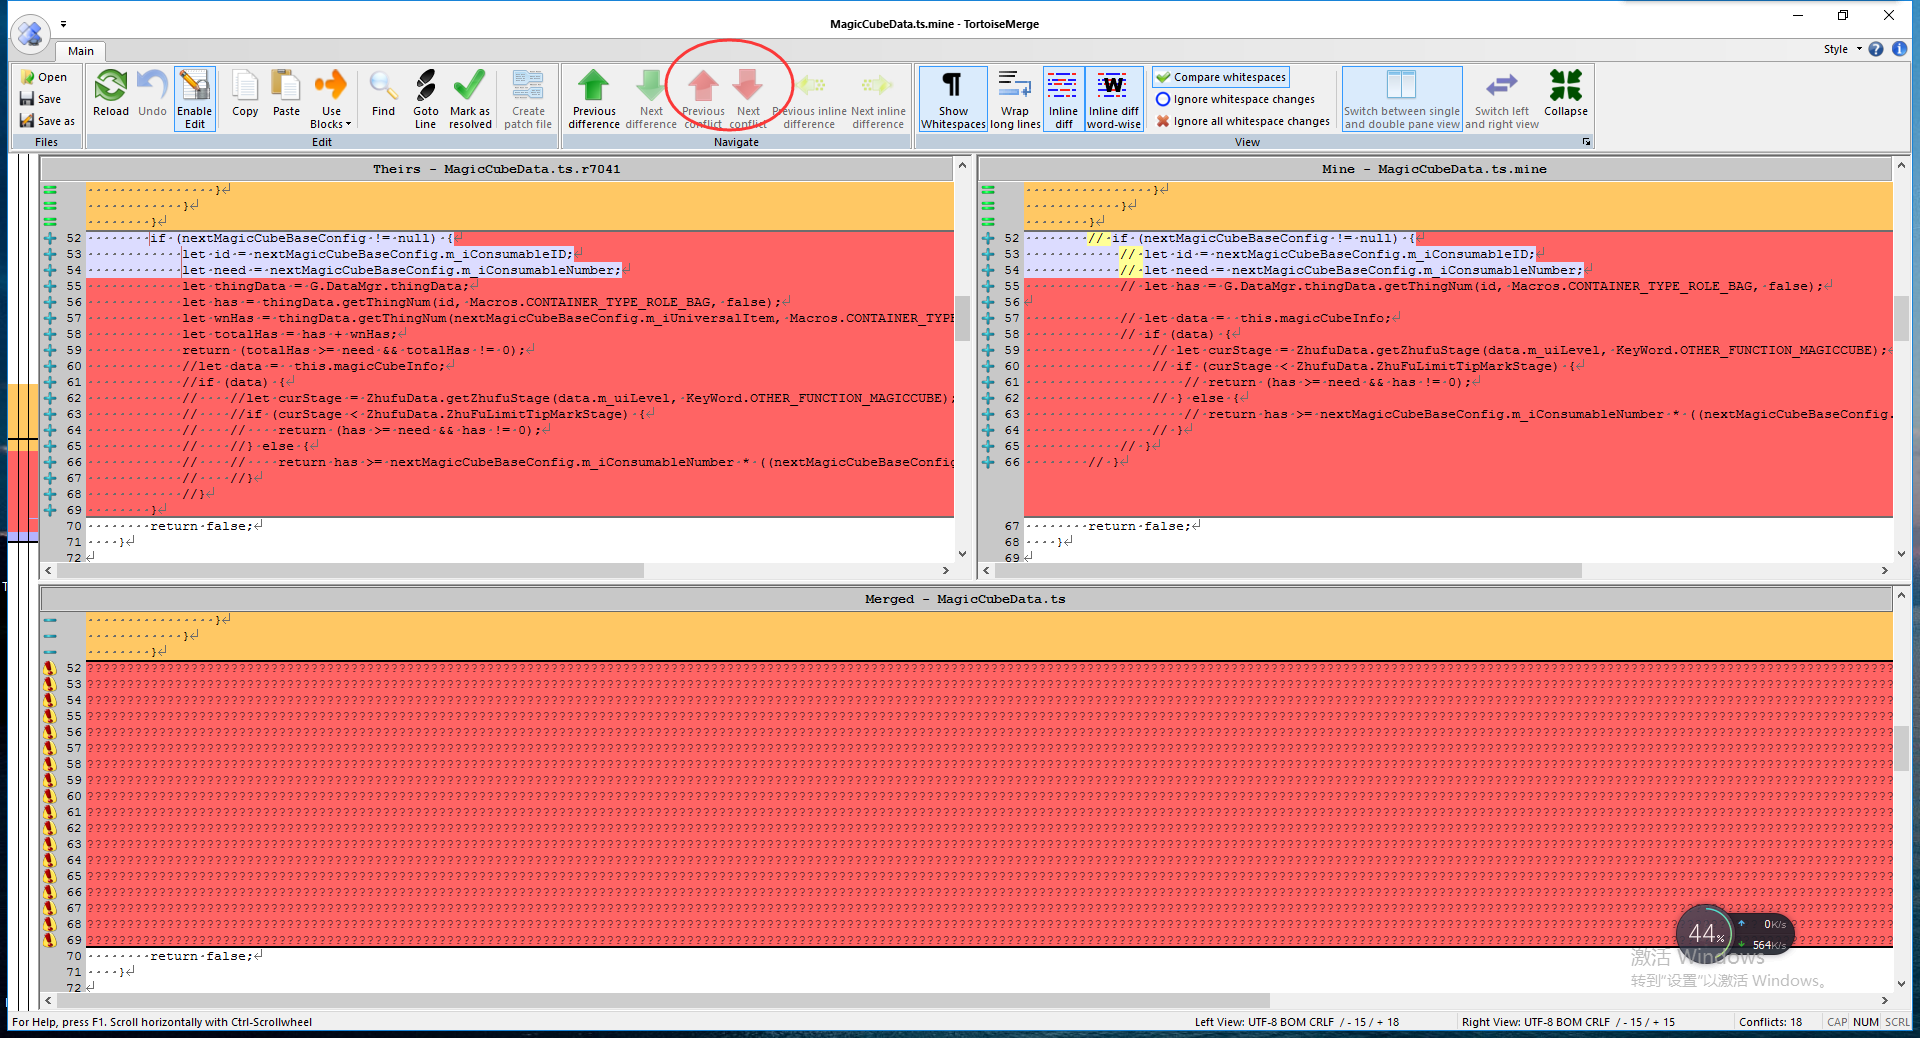 MagicCubeData.ts.mine - TortoiseMerge
Main
Style
Open
Save
Save as
Files
Reload
Undo
Enable Edit
Copy
Paste
Use Blocks
Find
Goto Line
Mark as resolved
Create patch file
Edit
Previous difference
Next difference
Previous conflict
Next conflict
Previous inline difference
Next inline difference
Navigate
Show Whitespaces
Wrap long lines
Inline diff
Inline diff word-wise
Compare whitespaces
Ignore whitespace changes
Ignore all whitespace changes
Switch between single and double pane view
Switch left and right view
Collapse
View
Theirs - MagicCubeData.ts.r7041
}
}
}
52 if (nextMagicCubeBaseConfig != null) {
53 let id = nextMagicCubeBaseConfig.m_iConsumableID;
54 let need = nextMagicCubeBaseConfig.m_iConsumableNumber;
55 let thingData = G.DataMgr.thingData;
56 let has = thingData.getThingNum(id, Macros.CONTAINER_TYPE_ROLE_BAG, false);
57 let wnHas = thingData.getThingNum(nextMagicCubeBaseConfig.m_iUniversalItem, Macros.CONTAINER_TYPE
58 let totalHas = has + wnHas;
59 return (totalHas >= need && totalHas != 0);
60 //let data = this.magicCubeInfo;
61 //if (data) {
62 // //let curStage = ZhufuData.getZhufuStage(data.m_uiLevel, KeyWord.OTHER_FUNCTION_MAGICCUBE);
63 // //if (curStage < ZhufuData.ZhuFuLimitTipMarkStage) {
64 // // return (has >= need && has != 0);
65 // //} else {
66 // // return has >= nextMagicCubeBaseConfig.m_iConsumableNumber * ((nextMagicCubeBaseConfig
67 // //}
68 //}
69 }
70 return false;
71 }
72
Mine - MagicCubeData.ts.mine
}
}
}
52 // if (nextMagicCubeBaseConfig != null) {
53 // let id = nextMagicCubeBaseConfig.m_iConsumableID;
54 // let need = nextMagicCubeBaseConfig.m_iConsumableNumber;
55 // let has = G.DataMgr.thingData.getThingNum(id, Macros.CONTAINER_TYPE_ROLE_BAG, false);
56
57 // let data = this.magicCubeInfo;
58 // if (data) {
59 // let curStage = ZhufuData.getZhufuStage(data.m_uiLevel, KeyWord.OTHER_FUNCTION_MAGICCUBE);
60 // if (curStage < ZhufuData.ZhuFuLimitTipMarkStage) {
61 // return (has >= need && has != 0);
62 // } else {
63 // return has >= nextMagicCubeBaseConfig.m_iConsumableNumber * ((nextMagicCubeBaseConfig.
64 // }
65 // }
66 // }
67 return false;
68 }
69
Merged - MagicCubeData.ts
}
}
}
52
53
54
55
56
57
58
59
60
61
62
63
64
65
66
67
68
69
70 return false;
71 }
72
44%
0K/s
564K/s
激活 Windows
转到“设置”以激活 Windows。
For Help, press F1. Scroll horizontally with Ctrl-Scrollwheel
Left View: UTF-8 BOM CRLF / - 15 / + 18
Right View: UTF-8 BOM CRLF / - 15 / + 15
Conflicts: 18
CAP NUM SCRL